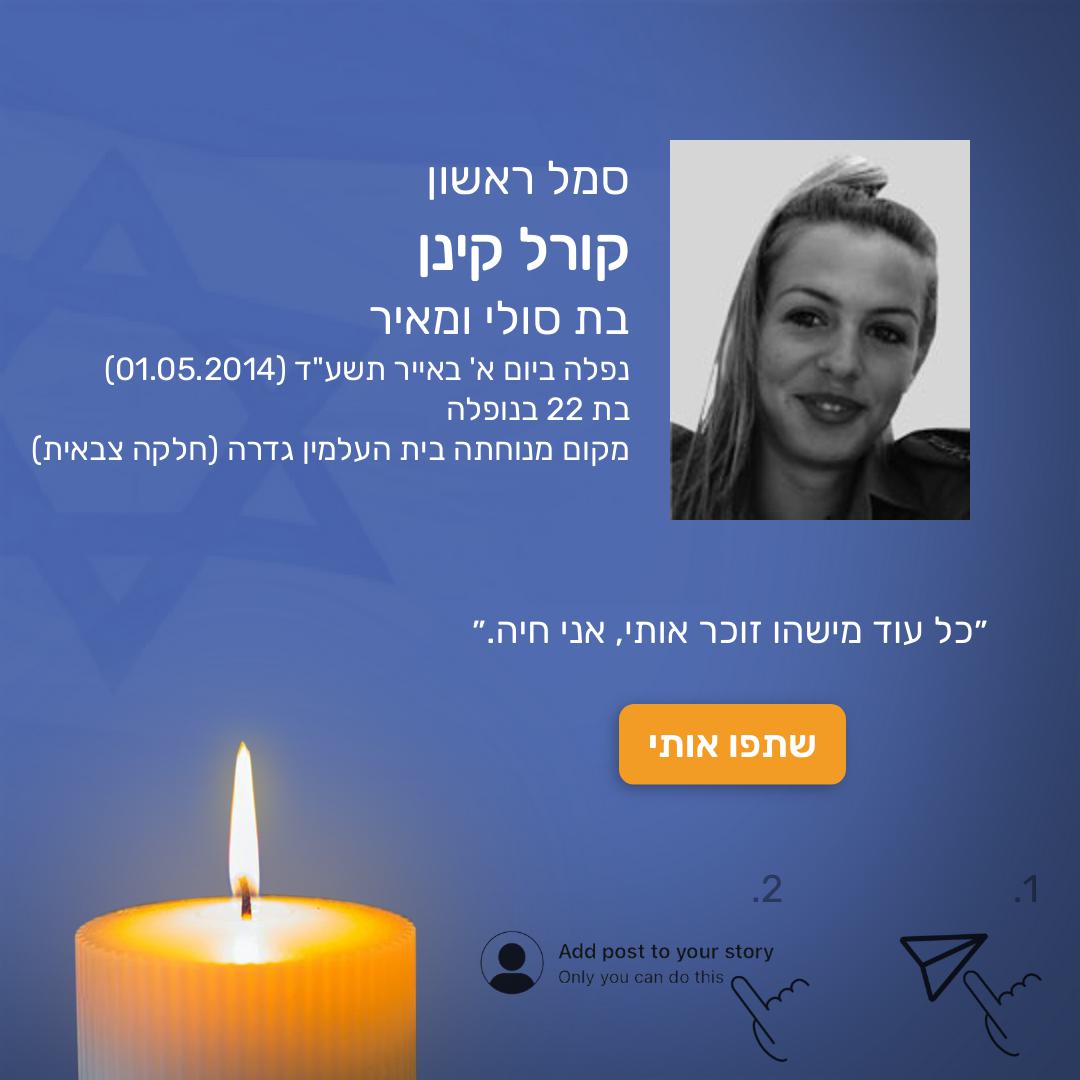 סמל ראשון
קורל קינן
בת סולי ומאיר
נפלה ביום א' באייר תשע"ד (01.05.2014)
בת 22 בנופלה
מקום מנוחתה בית העלמין גדרה (חלקה צבאית)
״כל עוד מישהו זוכר אותי, אני חיה.״
שתפו אותי
1.
2.
Add post to your story
Only you can do this